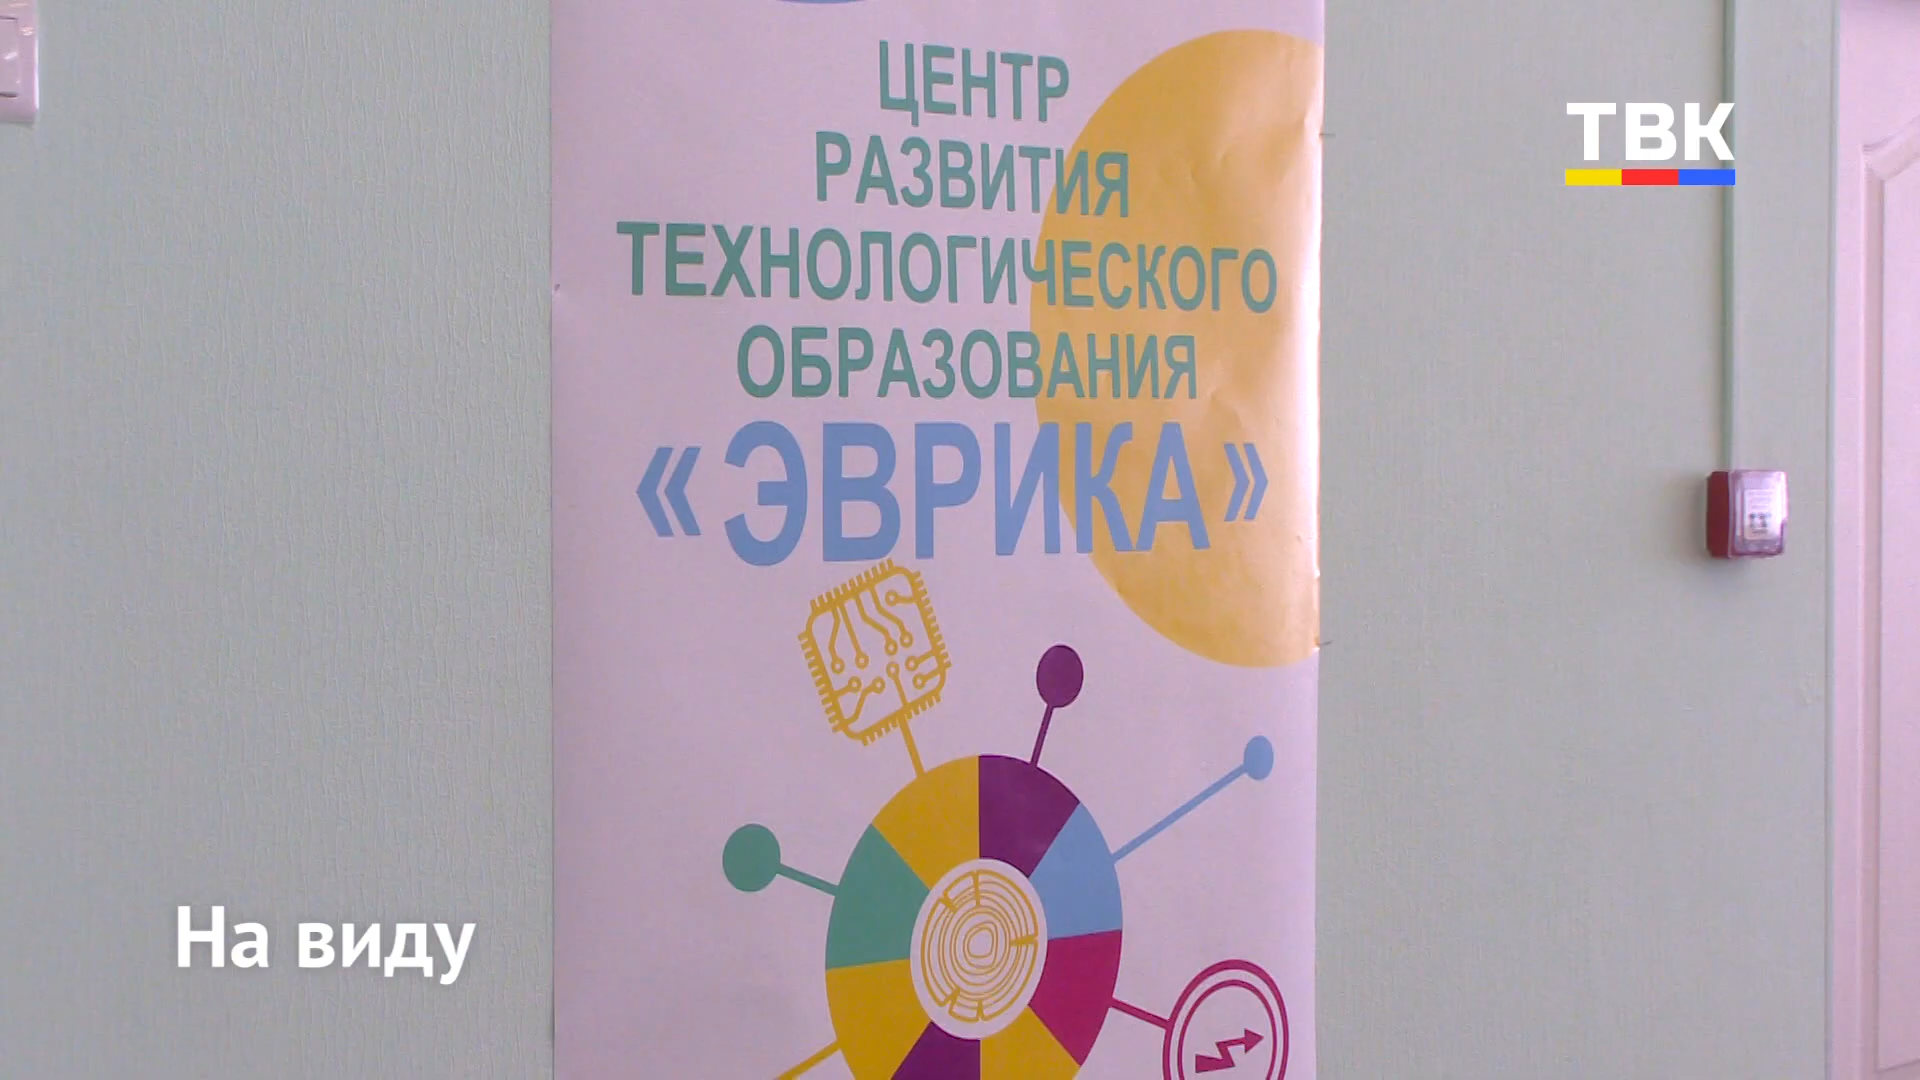 ЦЕНТР
РАЗВИТИЯ
ТЕХНОЛОГИЧЕСКОГО
ОБРАЗОВАНИЯ
«ЭВРИКА»
ТВК
На виду